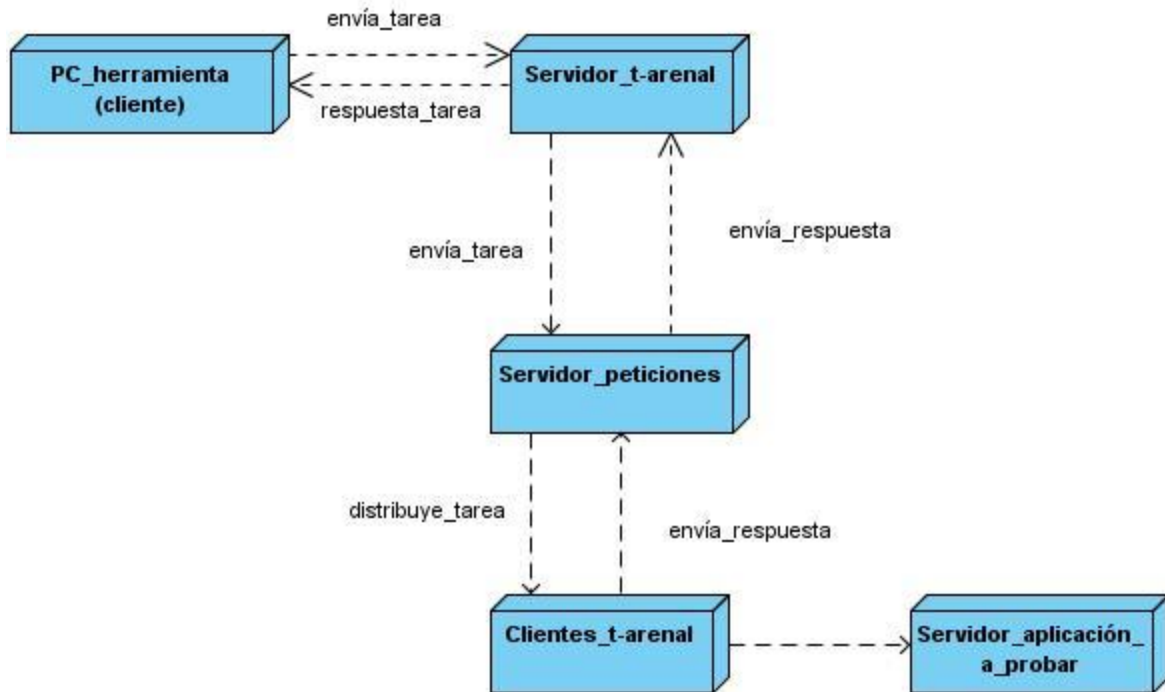 envía_tarea
PC_herramienta
(cliente)
Servidor_t-arenal
respuesta_tarea
envía_tarea
envía_respuesta
Servidor_peticiones
distribuye_tarea
envía_respuesta
Clientes_t-arenal
Servidor_aplicación_
a_probar